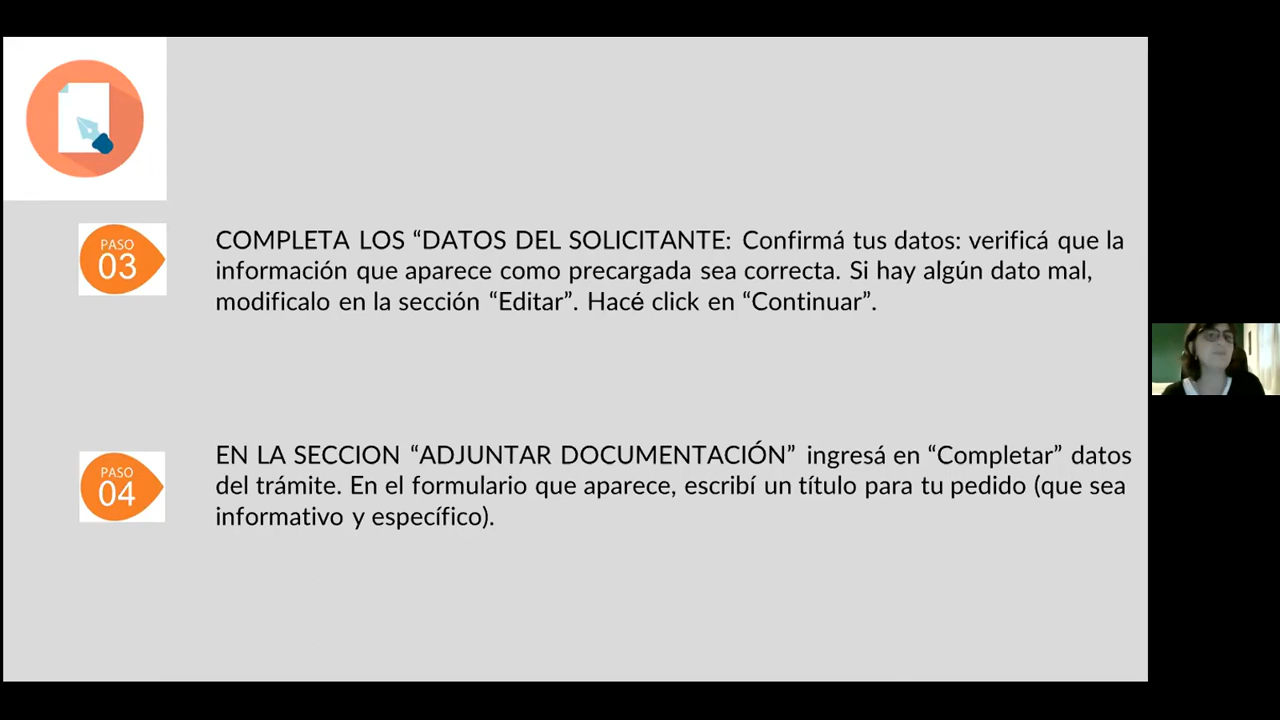 PASO
03
COMPLETA LOS “DATOS DEL SOLICITANTE: Confirmá tus datos: verificá que la
información que aparece como precargada sea correcta. Si hay algún dato mal,
modificalo en la sección “Editar”. Hacé click en “Continuar”.
PASO
04
EN LA SECCION “ADJUNTAR DOCUMENTACIÓN” ingresá en “Completar” datos
del trámite. En el formulario que aparece, escribí un título para tu pedido (que sea
informativo y específico).